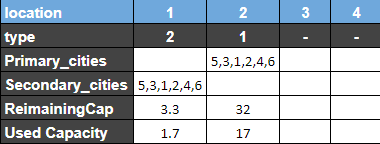 location 1 2 3 4
type 2 1 - -
Primary_cities 5,3,1,2,4,6
Secondary_cities 5,3,1,2,4,6
ReimainingCap 3.3 32
Used Capacity 1.7 17